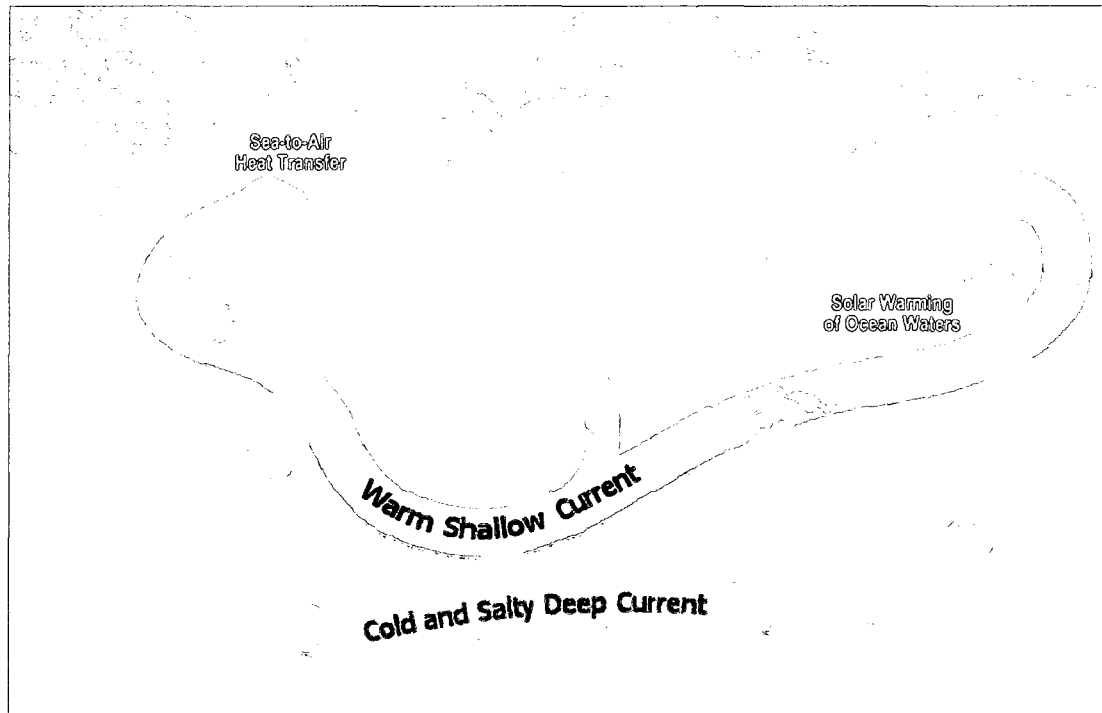 Sea-to-Air
Heat Transfer
Solar Warming
of Ocean Waters
Warm Shallow Current
Cold and Salty Deep Current